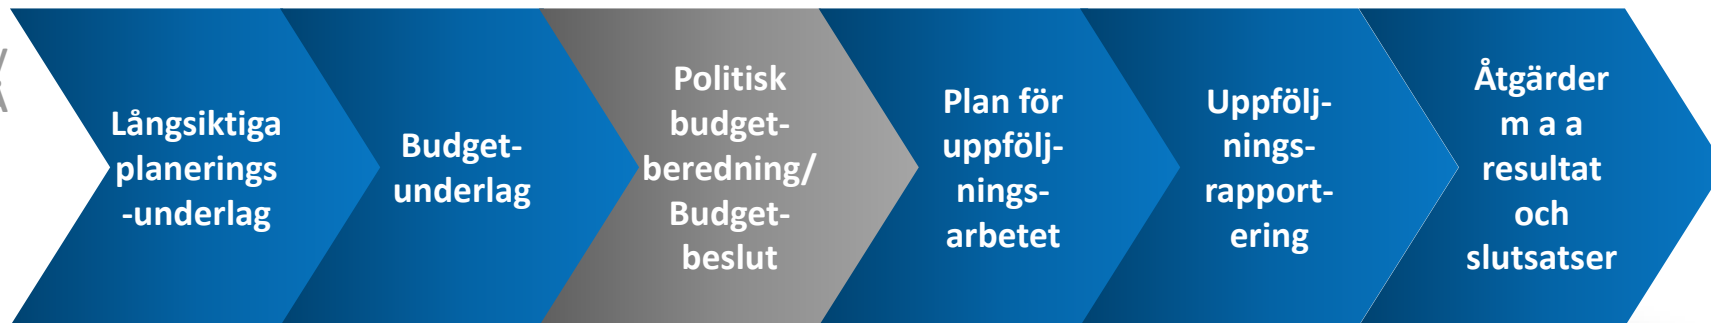 Långsiktiga
planerings
-underlag
Budget-
underlag
Politisk
budget-
beredning/
Budget-
beslut
Plan för
uppfölj-
nings-
arbetet
Uppfölj-
nings-
rapport-
ering
Åtgärder
m a a
resultat
och
slutsatser